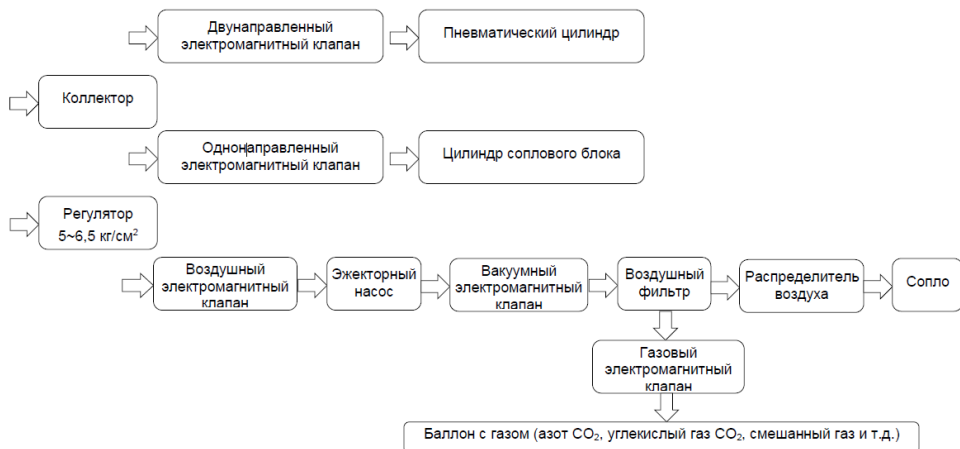 Двунаправленный
электромагнитный клапан
Пневматический цилиндр
Коллектор
Однонаправленный
электромагнитный клапан
Цилиндр соплового блока
Регулятор
5~6,5 кг/см²
Воздушный
электромагнитный
клапан
Эжекторный
насос
Вакуумный
электромагнитный
клапан
Воздушный
фильтр
Распределитель
воздуха
Сопло
Газовый
электромагнитный
клапан
Баллон с газом (азот CO₂, углекислый газ CO₂, смешанный газ и т.д.)